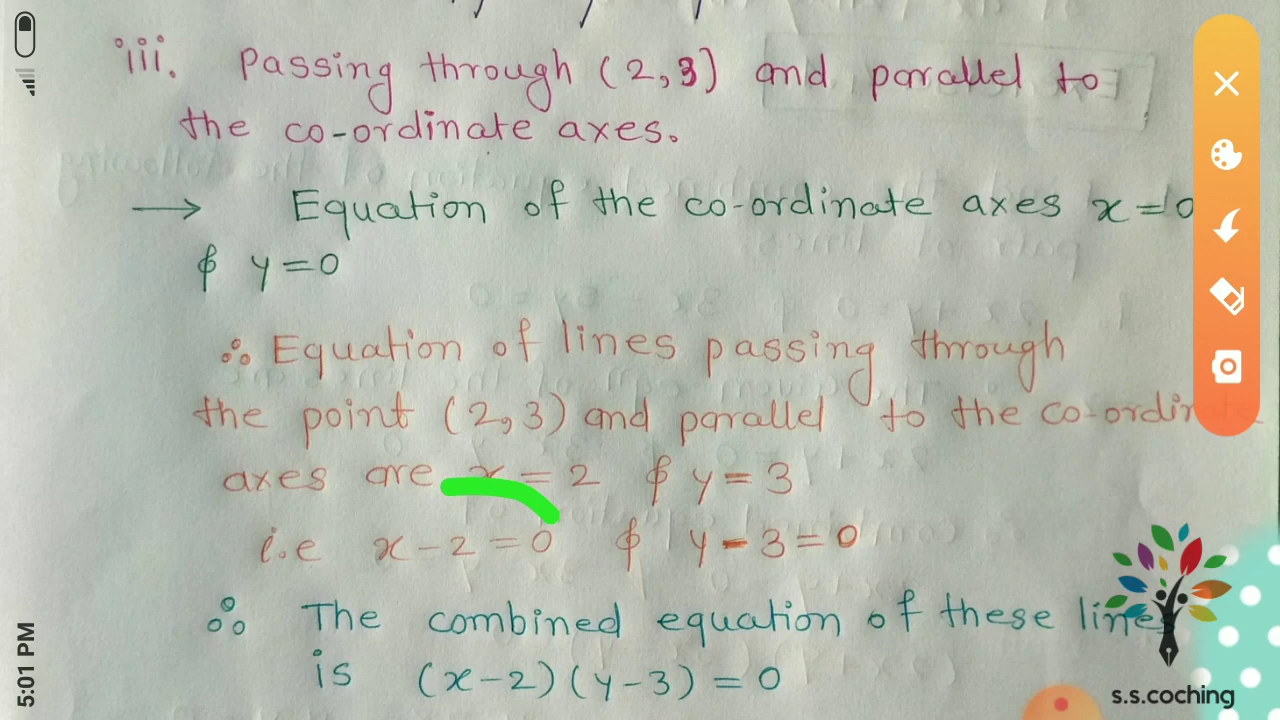 iii. Passing through (2,3) and parallel to
the co-ordinate axes.
→ Equation of the co-ordinate axes x=0
& y=0
∴ Equation of lines passing through
the point (2,3) and parallel to the co-ordinate
axes are x=2 & y=3
i.e x-2=0 & y-3=0
∴ The combined equation of these lines
is (x-2)(y-3)=0
5:01 PM
s.s.coching